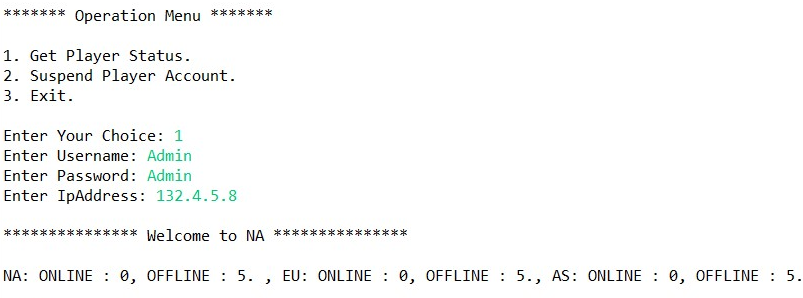 ******* Operation Menu *******
1. Get Player Status.
2. Suspend Player Account.
3. Exit.
Enter Your Choice: 1
Enter Username: Admin
Enter Password: Admin
Enter IpAddress: 132.4.5.8
*************** Welcome to NA ***************
NA: ONLINE : 0, OFFLINE : 5. , EU: ONLINE : 0, OFFLINE : 5., AS: ONLINE : 0, OFFLINE : 5.